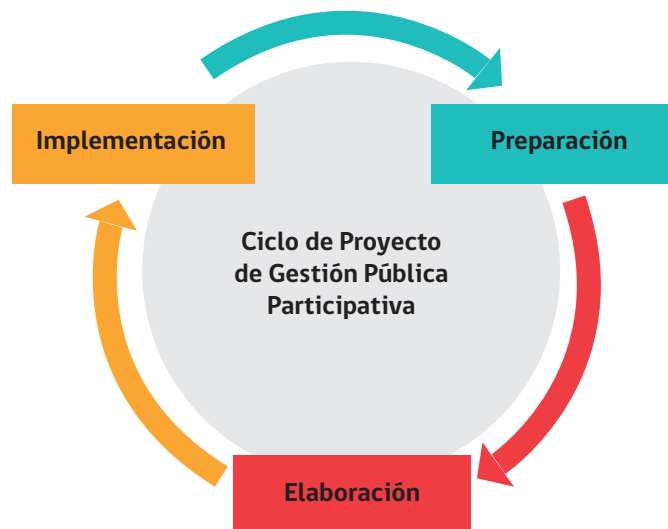 Implementación
Preparación
Ciclo de Proyecto
de Gestión Pública
Participativa
Elaboración